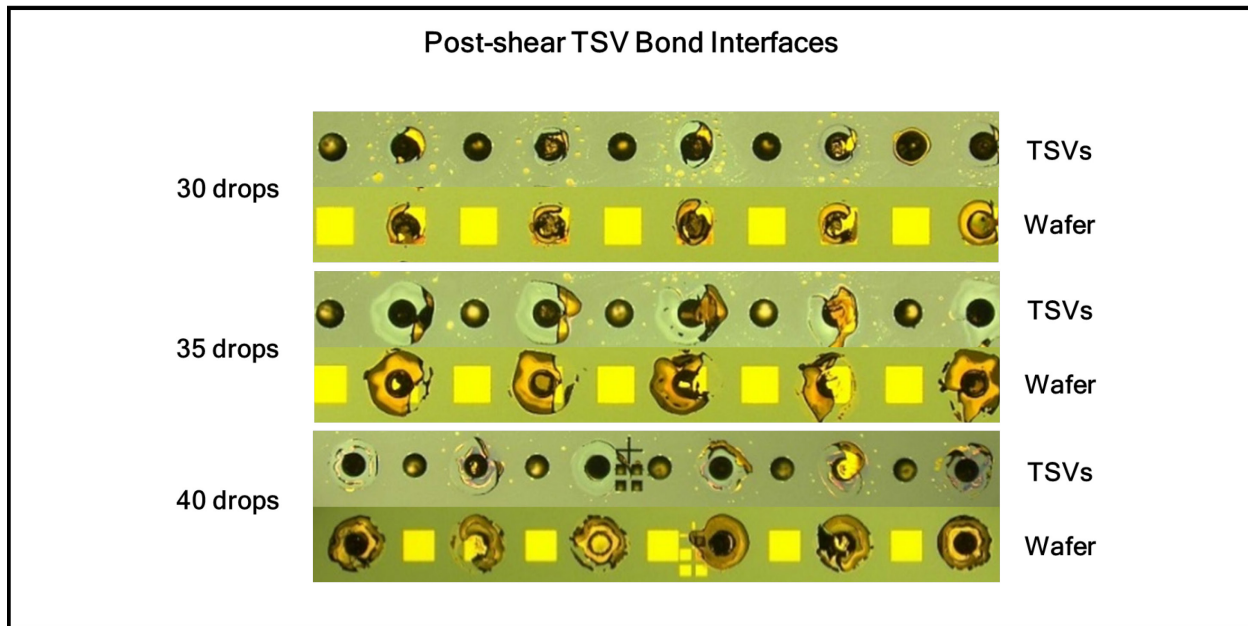 Post-shear TSV Bond Interfaces
30 drops
TSVs
Wafer
35 drops
TSVs
Wafer
40 drops
TSVs
Wafer